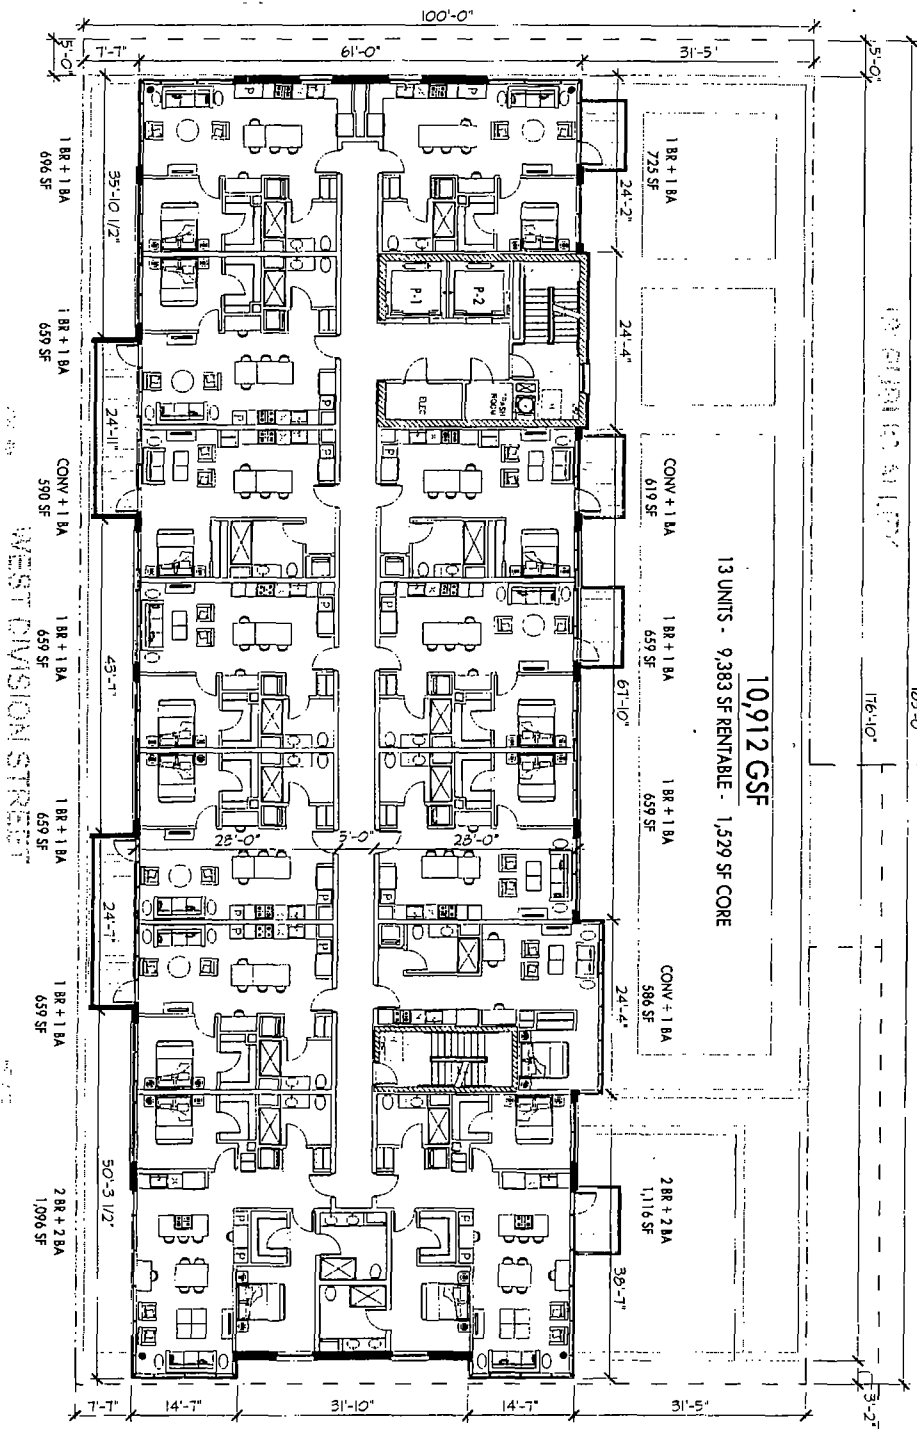 100'-0"
5'-0"
7'-7"
61'-0"
31'-5"
5'-0"
1 BR + 1 BA
696 SF
35'-10 1/2"
1 BR + 1 BA
725 SF
24'-2"
1 BR + 1 BA
659 SF
24'-11"
P-1
P-2
ELEC
24'-4"
CONV + 1 BA
590 SF
CONV + 1 BA
619 SF
13 UNITS - 9,383 SF RENTABLE - 1,529 SF CORE
10,912 GSF
1 BR + 1 BA
659 SF
43'-7"
1 BR + 1 BA
659 SF
67'-10"
176'-10"
WEST DIVISION STREET
1 BR + 1 BA
659 SF
28'-0"
5'-0"
28'-0"
1 BR + 1 BA
659 SF
24'-7"
1 BR + 1 BA
659 SF
CONV + 1 BA
586 SF
24'-4"
2 BR + 2 BA
1,096 SF
50'-3 1/2"
2 BR + 2 BA
1,116 SF
38'-7"
7'-7"
14'-7"
31'-10"
14'-7"
31'-5"
3'-2"